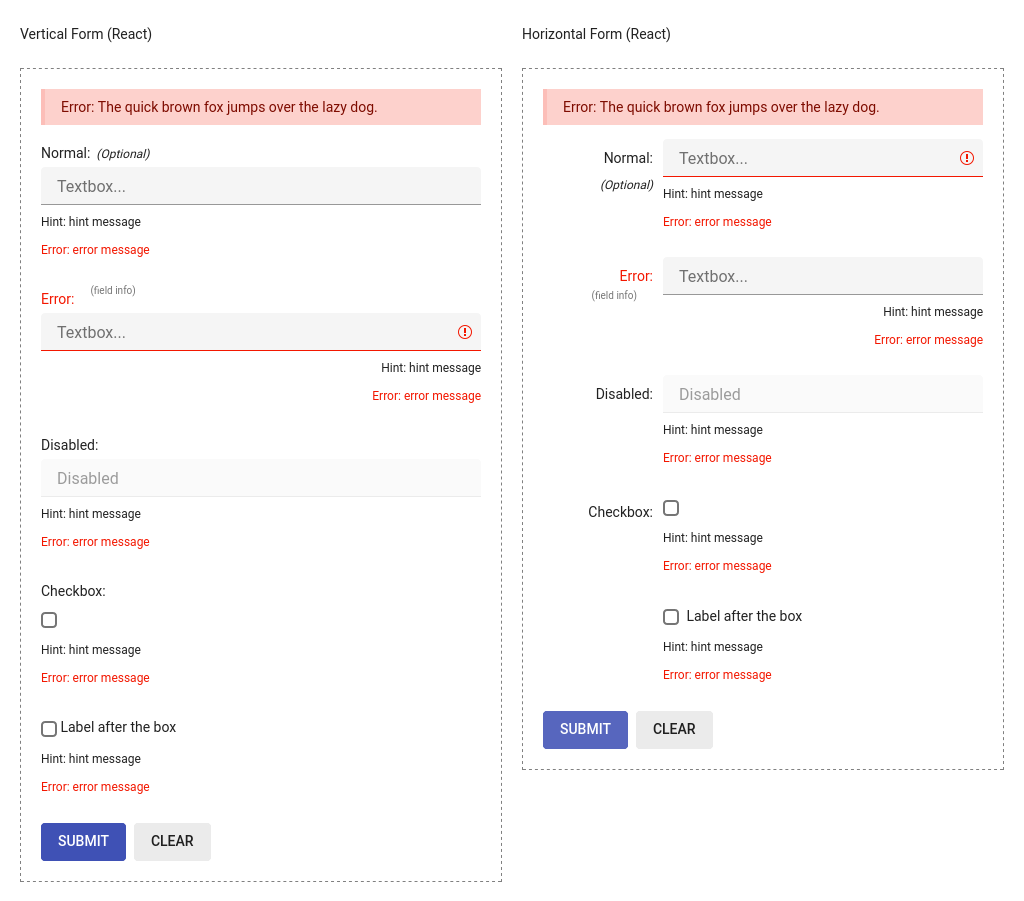 Vertical Form (React)
Error: The quick brown fox jumps over the lazy dog.
Normal: (Optional)
Textbox...
Hint: hint message
Error: error message
Error: (field info)
Textbox...
Hint: hint message
Error: error message
Disabled:
Disabled
Hint: hint message
Error: error message
Checkbox:
Hint: hint message
Error: error message
Label after the box
Hint: hint message
Error: error message
SUBMIT CLEAR
Horizontal Form (React)
Error: The quick brown fox jumps over the lazy dog.
Normal: Textbox...
(Optional) Hint: hint message
Error: error message
Error: Textbox...
(field info)
Hint: hint message
Error: error message
Disabled: Disabled
Hint: hint message
Error: error message
Checkbox:
Hint: hint message
Error: error message
Label after the box
Hint: hint message
Error: error message
SUBMIT CLEAR